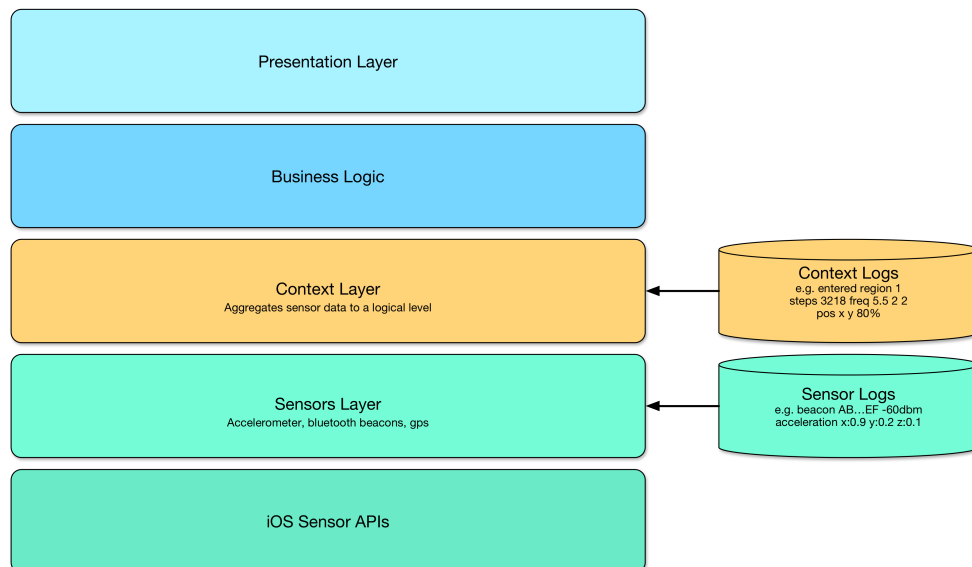 Presentation Layer
Business Logic
Context Layer
Aggregates sensor data to a logical level
Context Logs
e.g. entered region 1
steps 3218 freq 5.5 2 2
pos x y 80%
Sensors Layer
Accelerometer, bluetooth beacons, gps
Sensor Logs
e.g. beacon AB...EF -60dbm
acceleration x:0.9 y:0.2 z:0.1
iOS Sensor APIs